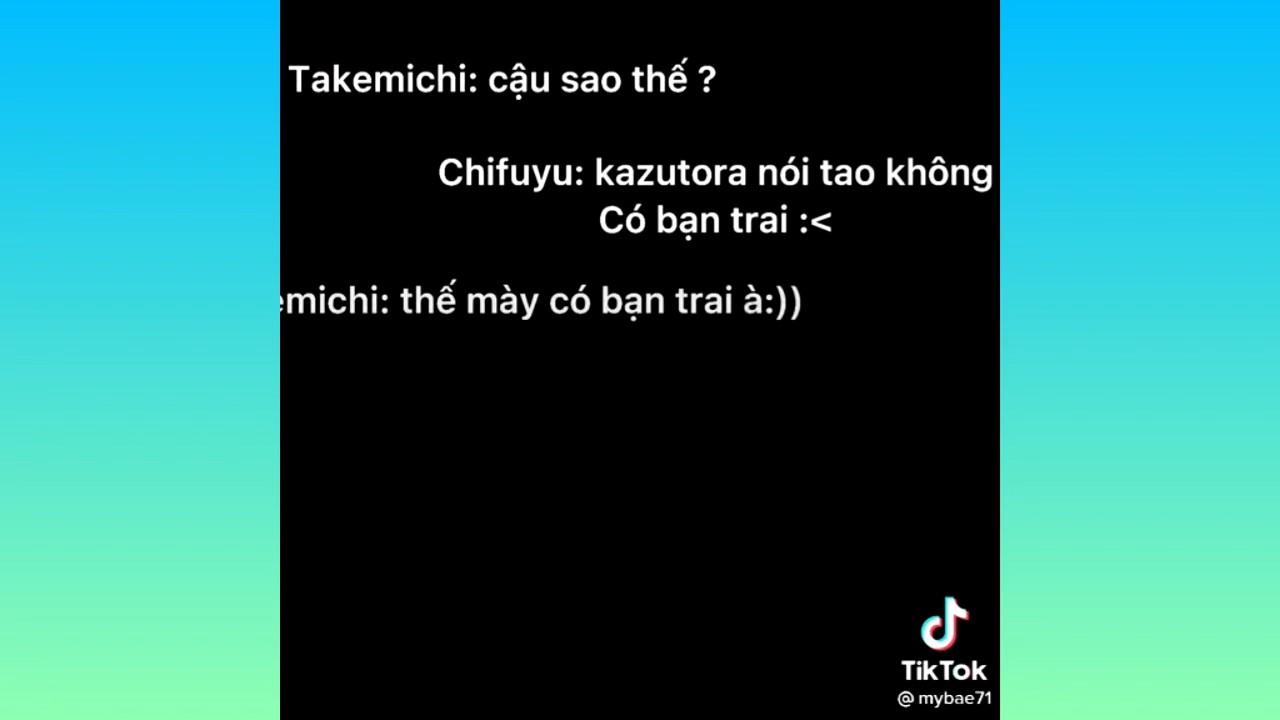 Takemichi: cậu sao thế ?
Chifuyu: kazutora nói tao không
Có bạn trai :<
emichi: thế mày có bạn trai à:))
TikTok
@ mybae71